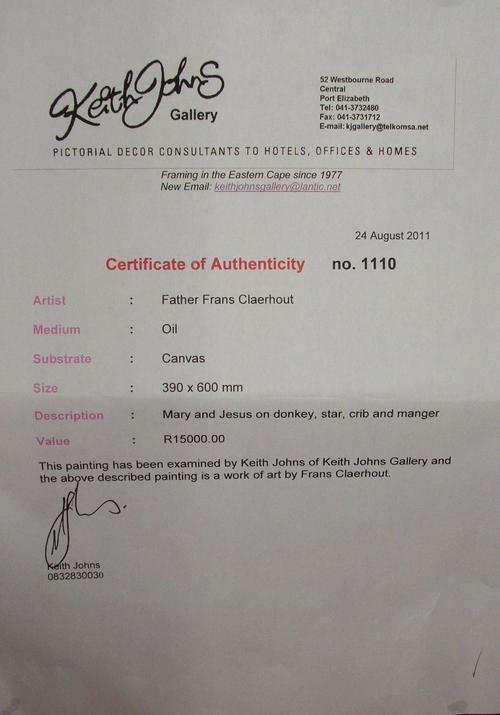 Keith Johns
Gallery
52 Westbourne Road
Central
Port Elizabeth
Tel: 041-3732480
Fax: 041-3731712
E-mail: kjgallery@telkomsa.net
PICTORIAL DECOR CONSULTANTS TO HOTELS, OFFICES & HOMES
Framing in the Eastern Cape since 1977
New Email: keithjohnsgallery@lantic.net
24 August 2011
Certificate of Authenticity no. 1110
Artist : Father Frans Claerhout
Medium : Oil
Substrate : Canvas
Size : 390 x 600 mm
Description : Mary and Jesus on donkey, star, crib and manger
Value : R15000.00
This painting has been examined by Keith Johns of Keith Johns Gallery and
the above described painting is a work of art by Frans Claerhout.
Keith Johns
0832830030